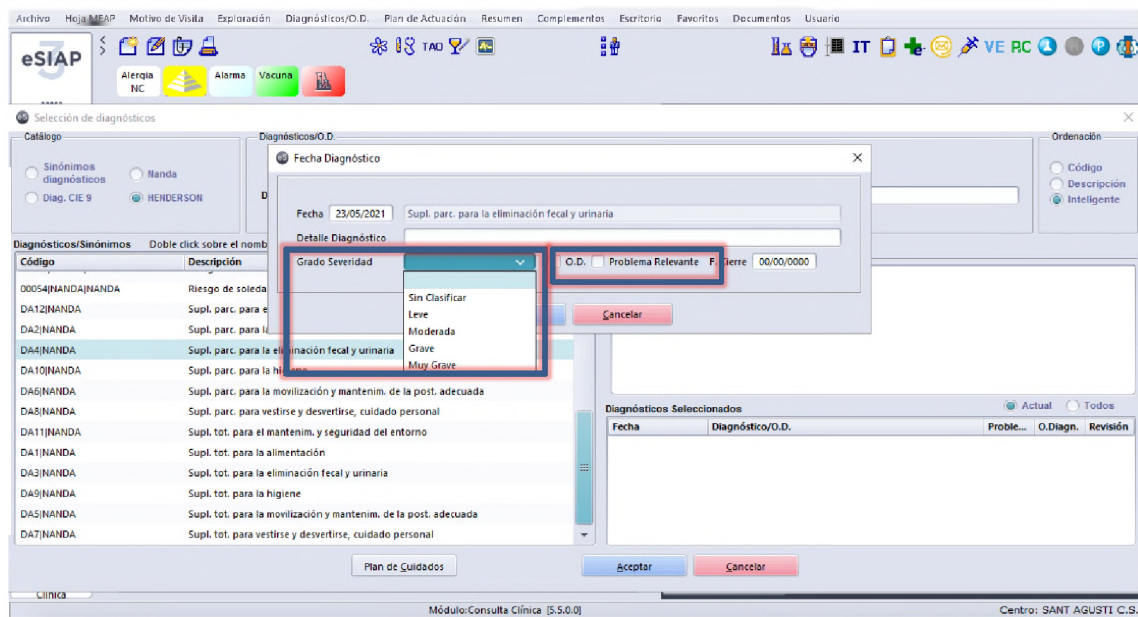 Archivo Hoja MEAP Motivo de Visita Exploración Diagnósticos/O.D. Plan de Actuación Resumen Complementos Escritorio Favoritos Documentos Usuario
eSIAP 3
TAO IT VE RC P
Alergia NC Alarma Vacuna
Selección de diagnósticos
Catálogo Diagnósticos/O.D. Ordenación
Sinónimos diagnósticos Nanda
Diag. CIE 9 HENDERSON
Código
Descripción
Inteligente
Fecha Diagnóstico
Fecha 23/05/2021 Supl. parc. para la eliminación fecal y urinaria
Detalle Diagnóstico
Grado Severidad O.D. Problema Relevante F. Cierre 00/00/0000
Sin Clasificar
Leve
Moderada
Grave
Muy Grave
Cancelar
Diagnósticos/Sinónimos Doble click sobre el nomb
Código Descripción
00054|NANDA|NANDA Riesgo de soleda
DA12|NANDA Supl. parc. para e
DA2|NANDA Supl. parc. para la
DA4|NANDA Supl. parc. para la eliminación fecal y urinaria
DA10|NANDA Supl. parc. para la higiene
DA6|NANDA Supl. parc. para la movilización y mantenim. de la post. adecuada
DA8|NANDA Supl. parc. para vestirse y desvertirse, cuidado personal
DA11|NANDA Supl. tot. para el mantenim. y seguridad del entorno
DA1|NANDA Supl. tot. para la alimentación
DA3|NANDA Supl. tot. para la eliminación fecal y urinaria
DA9|NANDA Supl. tot. para la higiene
DA5|NANDA Supl. tot. para la movilización y mantenim. de la post. adecuada
DA7|NANDA Supl. tot. para vestirse y desvertirse, cuidado personal
Diagnósticos Seleccionados Actual Todos
Fecha Diagnóstico/O.D. Proble... O.Diagn. Revisión
Plan de Cuidados Aceptar Cancelar
Clínica
Módulo:Consulta Clínica [5.5.0.0] Centro: SANT AGUSTI C.S.